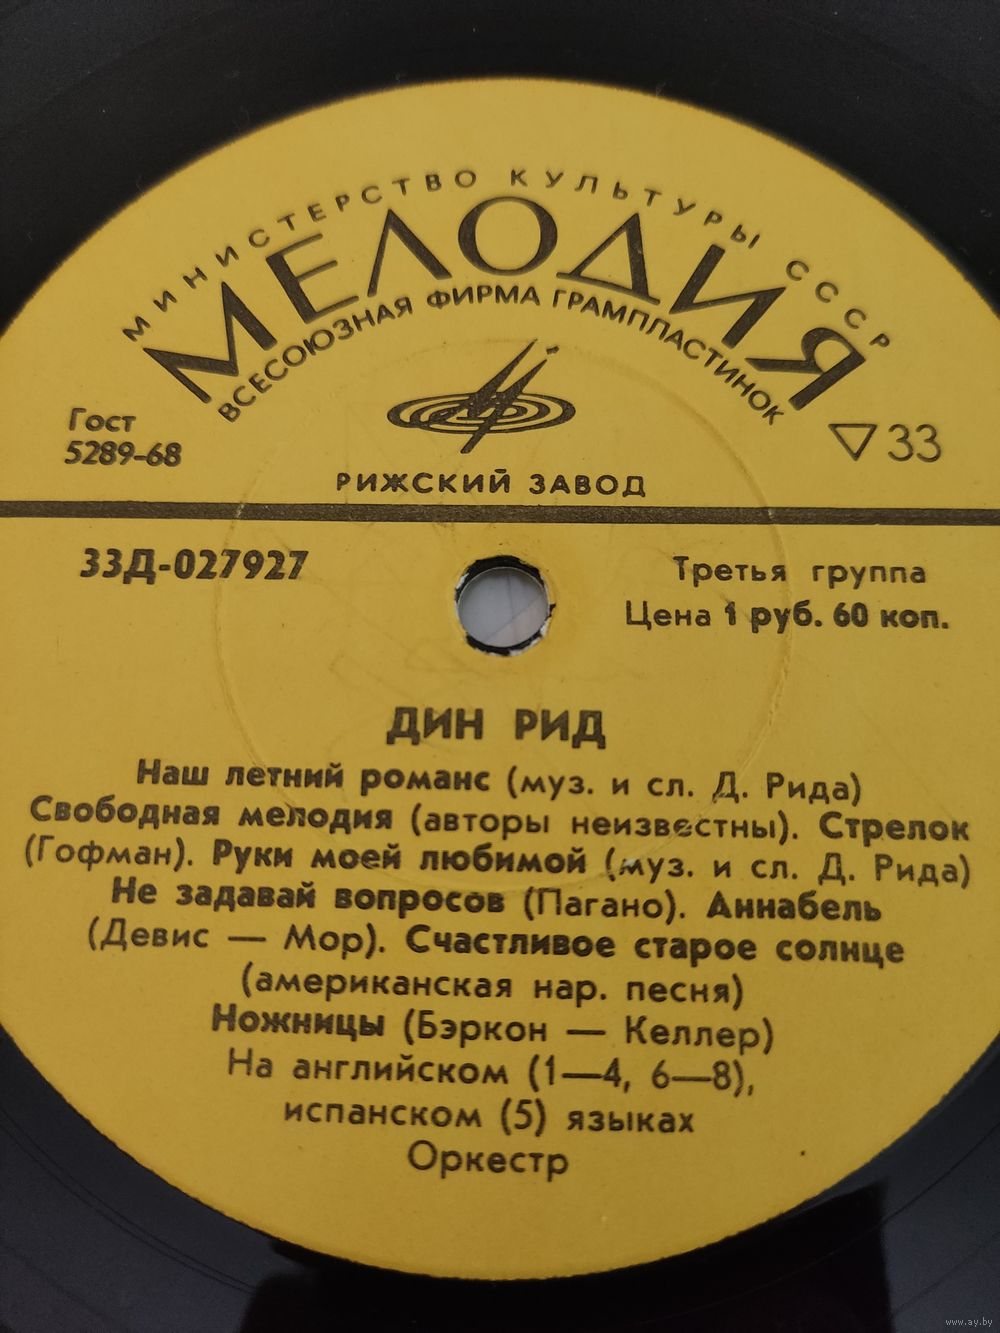 МИНИСТЕРСТВО КУЛЬТУРЫ СССР
МЕЛОДИЯ
ВСЕСОЮЗНАЯ ФИРМА ГРАМПЛАСТИНОК
Гост
5289-68
33
РИЖСКИЙ ЗАВОД
33Д-027927
Третья группа
Цена 1 руб. 60 коп.
ДИН РИД
Наш летний романс (муз. и сл. Д. Рида)
Свободная мелодия (авторы неизвестны). Стрелок
(Гофман). Руки моей любимой (муз. и сл. Д. Рида)
Не задавай вопросов (Пагано). Аннабель
(Девис — Мор). Счастливое старое солнце
(американская нар. песня)
Ножницы (Бэркон — Келлер)
На английском (1—4, 6—8),
испанском (5) языках
Оркестр
www.ay.by